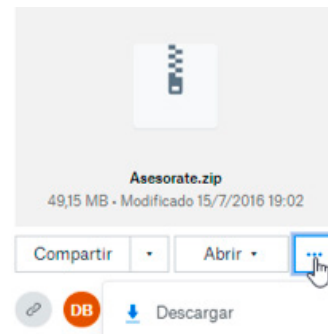 Asesorate.zip
49,15 MB • Modificado 15/7/2016 19:02
Compartir Abrir ...
DB Descargar